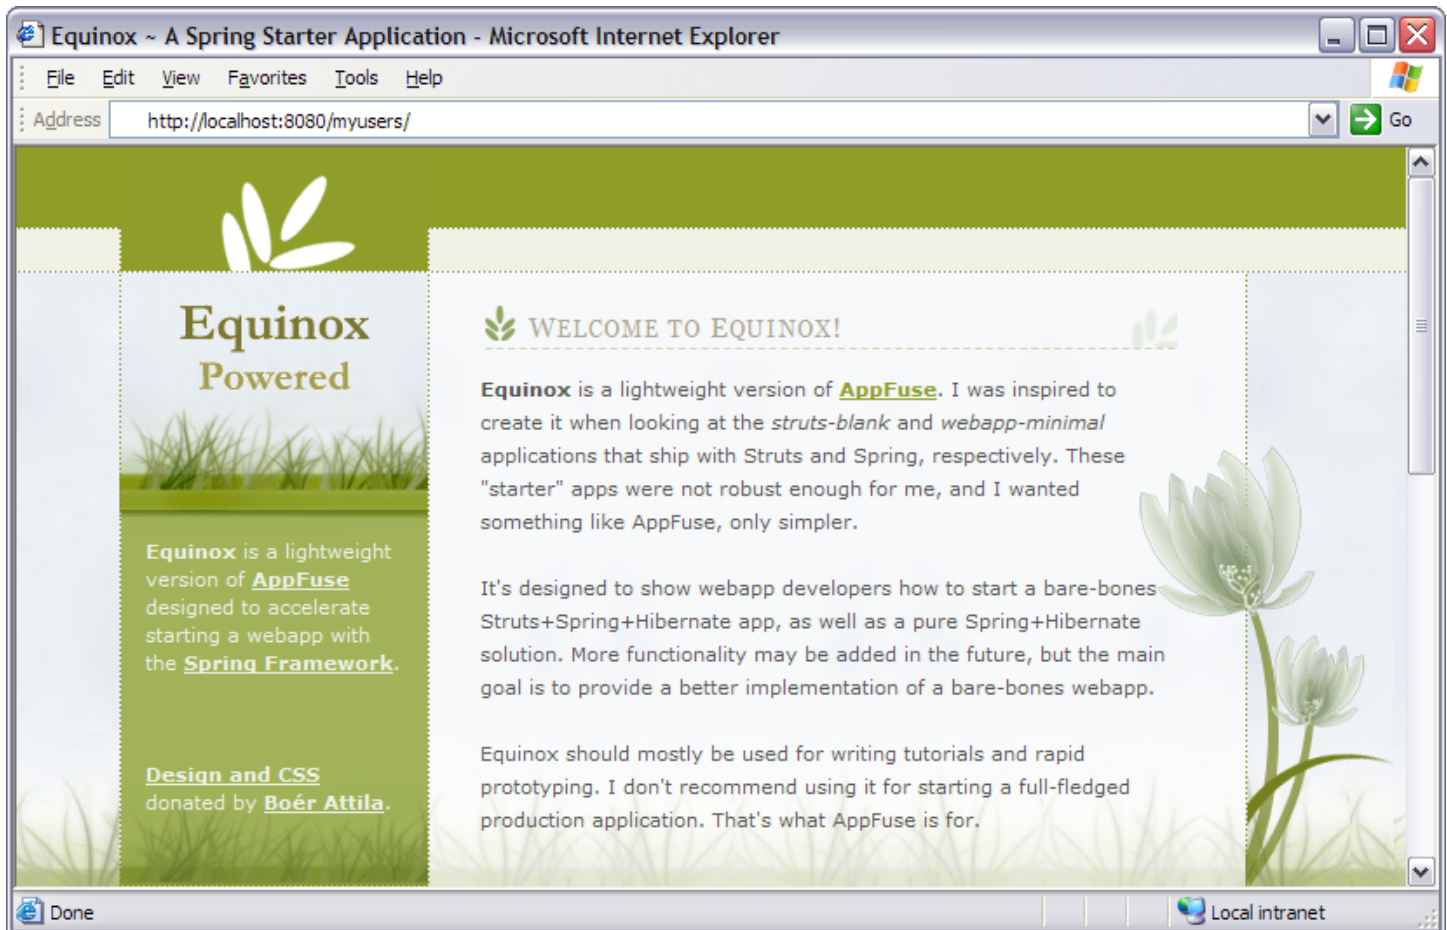 Equinox ~ A Spring Starter Application - Microsoft Internet Explorer
File Edit View Favorites Tools Help
Address http://localhost:8080/myusers/ Go
Equinox
Powered
Equinox is a lightweight
version of AppFuse
designed to accelerate
starting a webapp with
the Spring Framework.
Design and CSS
donated by Boér Attila.
WELCOME TO EQUINOX!
Equinox is a lightweight version of AppFuse. I was inspired to
create it when looking at the struts-blank and webapp-minimal
applications that ship with Struts and Spring, respectively. These
"starter" apps were not robust enough for me, and I wanted
something like AppFuse, only simpler.
It's designed to show webapp developers how to start a bare-bones
Struts+Spring+Hibernate app, as well as a pure Spring+Hibernate
solution. More functionality may be added in the future, but the main
goal is to provide a better implementation of a bare-bones webapp.
Equinox should mostly be used for writing tutorials and rapid
prototyping. I don't recommend using it for starting a full-fledged
production application. That's what AppFuse is for.
Done
Local intranet